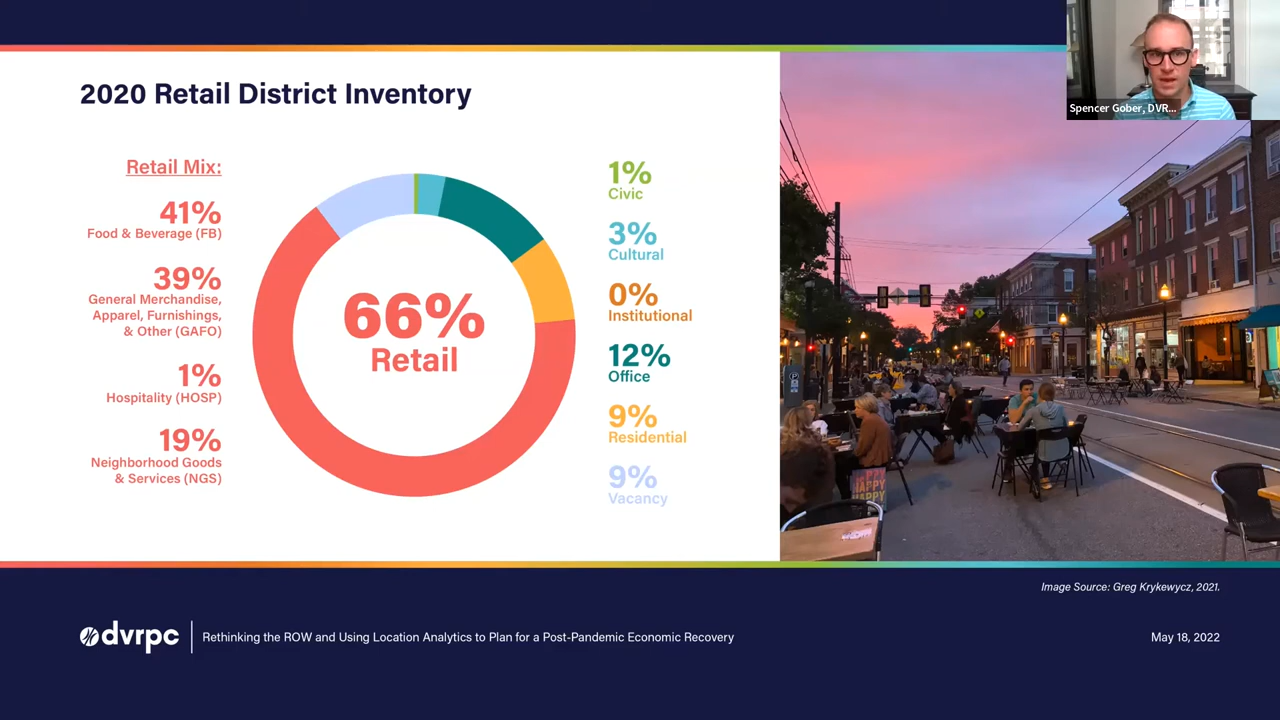 Spencer Gober, DVR...
2020 Retail District Inventory
Retail Mix:
41%
Food & Beverage (FB)
39%
General Merchandise,
Apparel, Furnishings,
& Other (GAFO)
1%
Hospitality (HOSP)
19%
Neighborhood Goods
& Services (NGS)
66%
Retail
1%
Civic
3%
Cultural
0%
Institutional
12%
Office
9%
Residential
9%
Vacancy
HAPPY
HAPPY
Image Source: Greg Krykewycz, 2021.
dvrpc
Rethinking the ROW and Using Location Analytics to Plan for a Post-Pandemic Economic Recovery
May 18, 2022